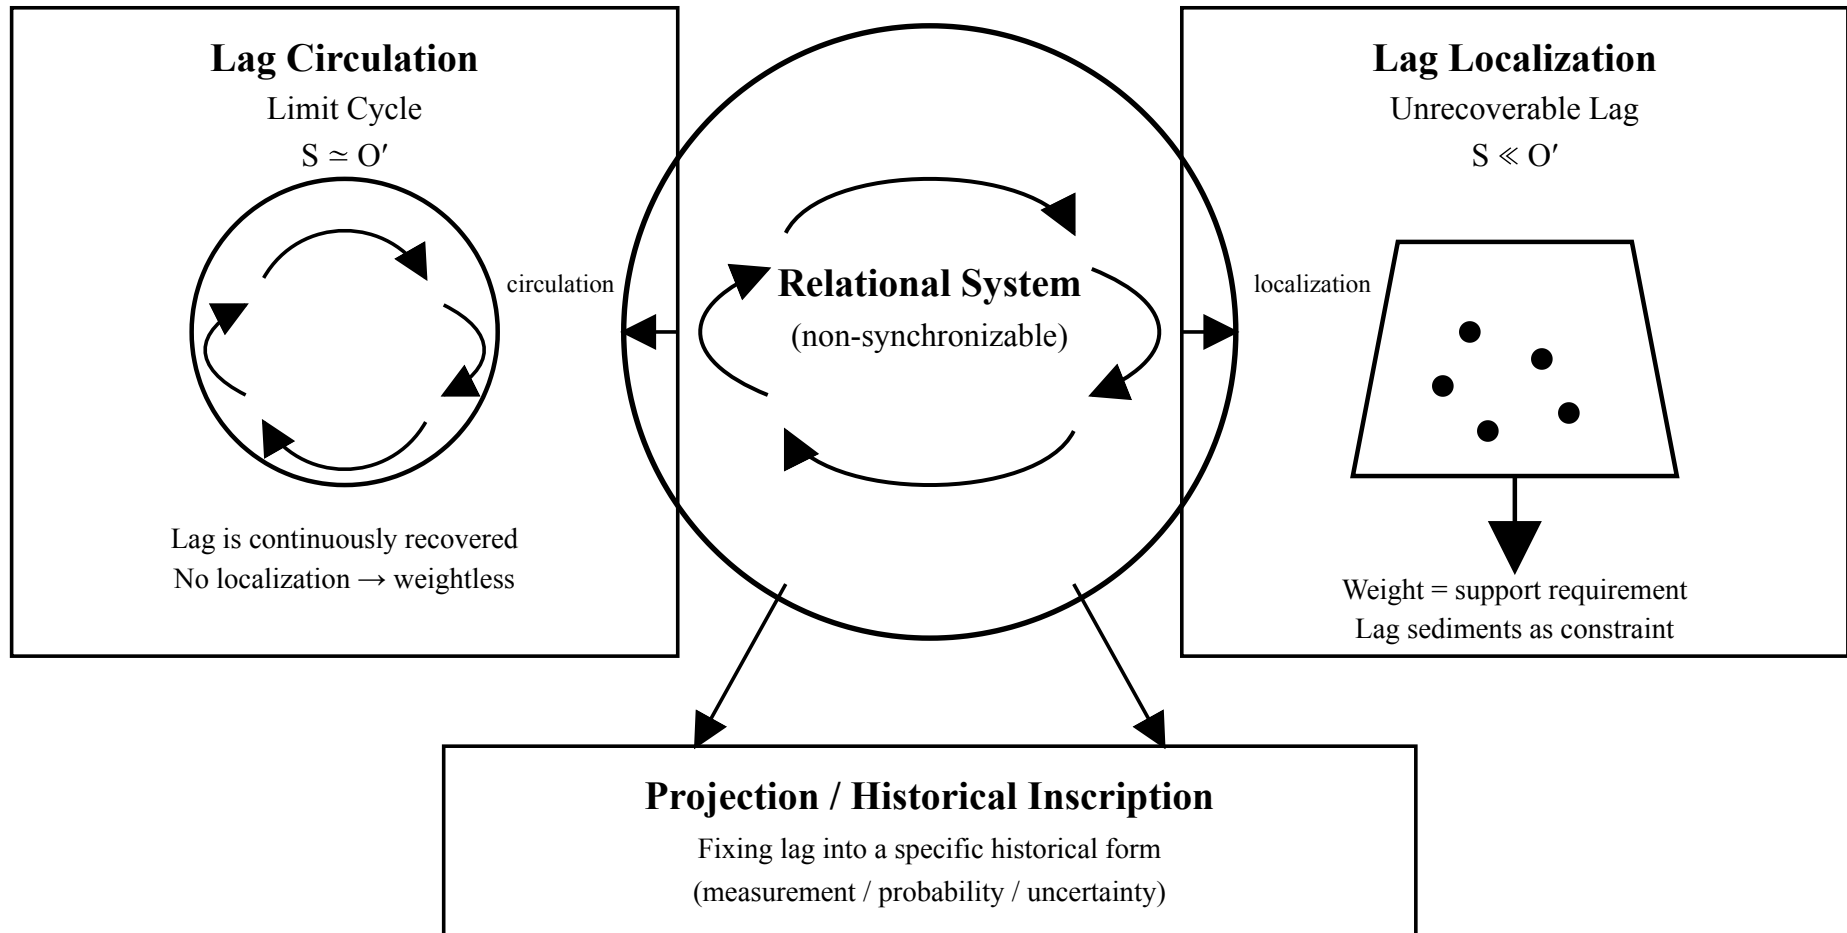 Lag Circulation
Limit Cycle
S ≃ O′
circulation
Lag is continuously recovered
No localization → weightless
Relational System
(non-synchronizable)
Lag Localization
Unrecoverable Lag
S ≪ O′
localization
Weight = support requirement
Lag sediments as constraint
Projection / Historical Inscription
Fixing lag into a specific historical form
(measurement / probability / uncertainty)